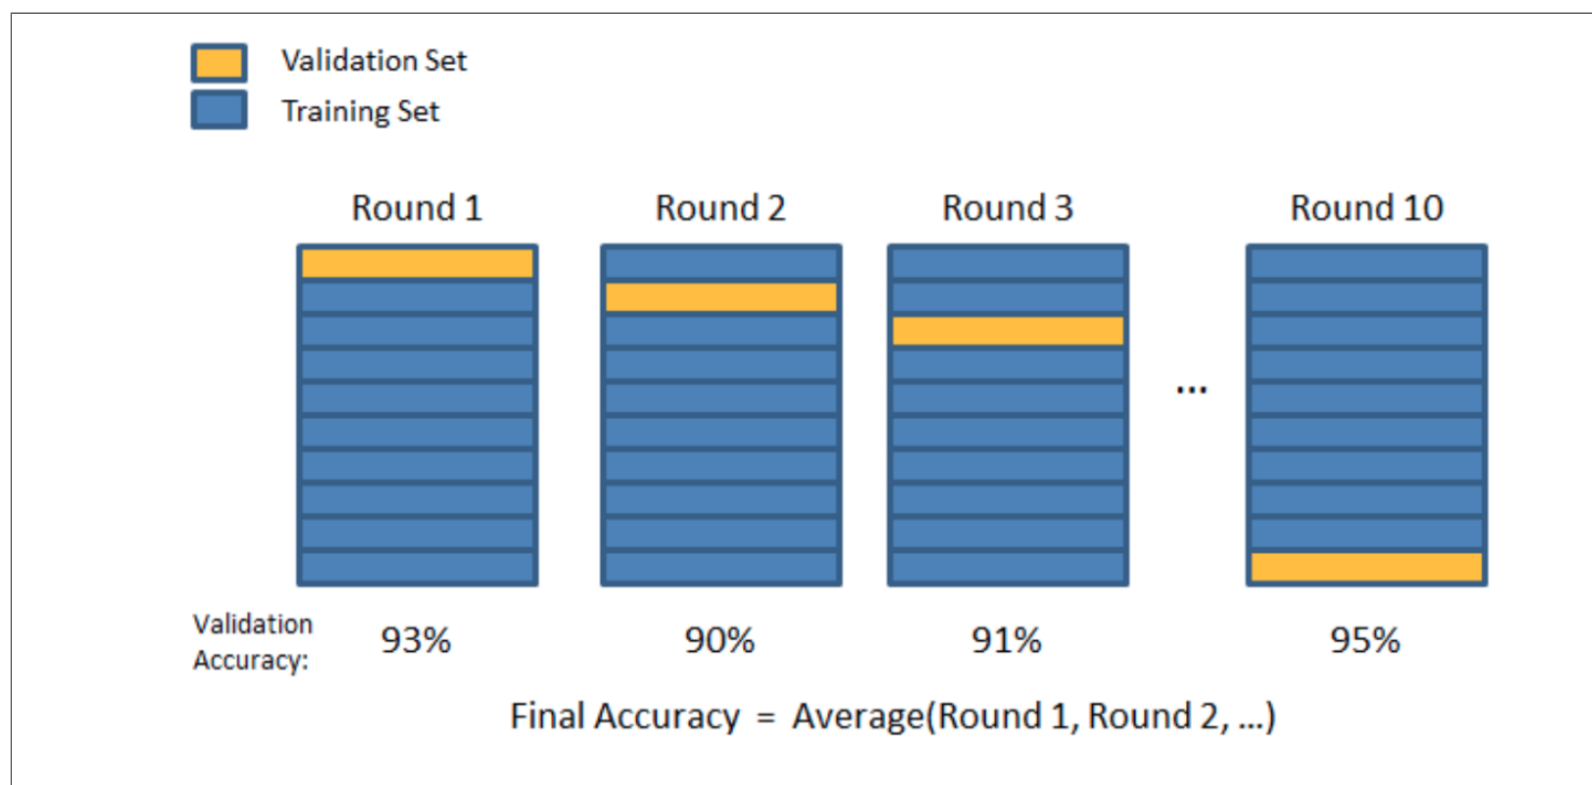 Validation Set
Training Set
Round 1
Round 2
Round 3
Round 10
...
Validation
Accuracy:
93%
90%
91%
95%
Final Accuracy = Average(Round 1, Round 2, ...)